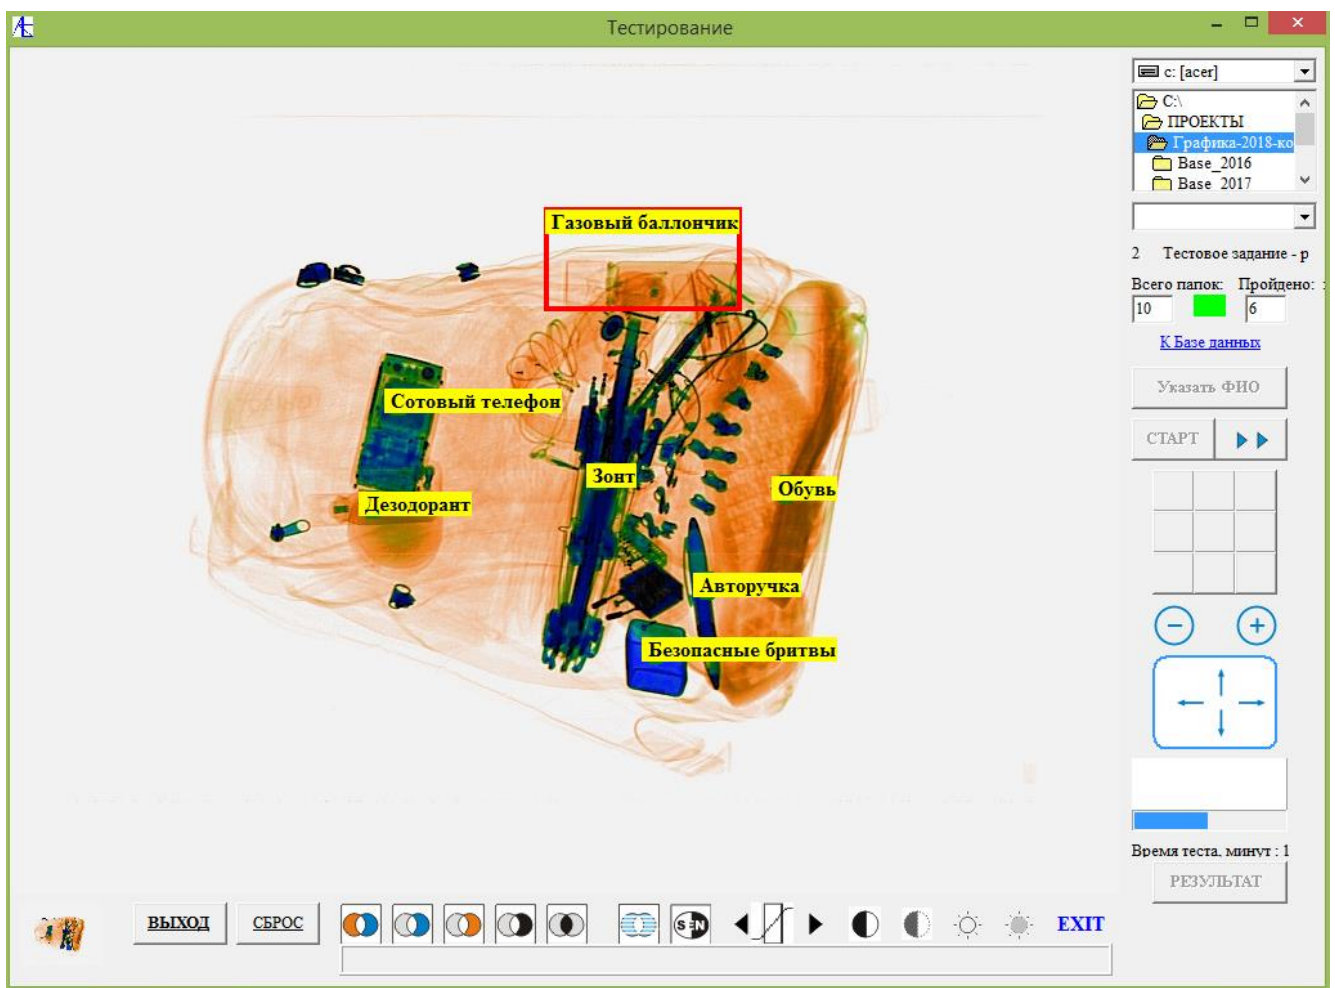 Тестирование
c: [acer]
C:\
ПРОЕКТЫ
Графика-2018-ко
Base_2016
Base_2017
Газовый баллончик
2 Тестовое задание - р
Всего папок: Пройдено:
10 6
К Базе данных
Указать ФИО
Сотовый телефон
СТАРТ
Зонт
Обувь
Дезодорант
Авторучка
Безопасные бритвы
Время теста, минут : 1
РЕЗУЛЬТАТ
ВЫХОД
СБРОС
SEN
EXIT